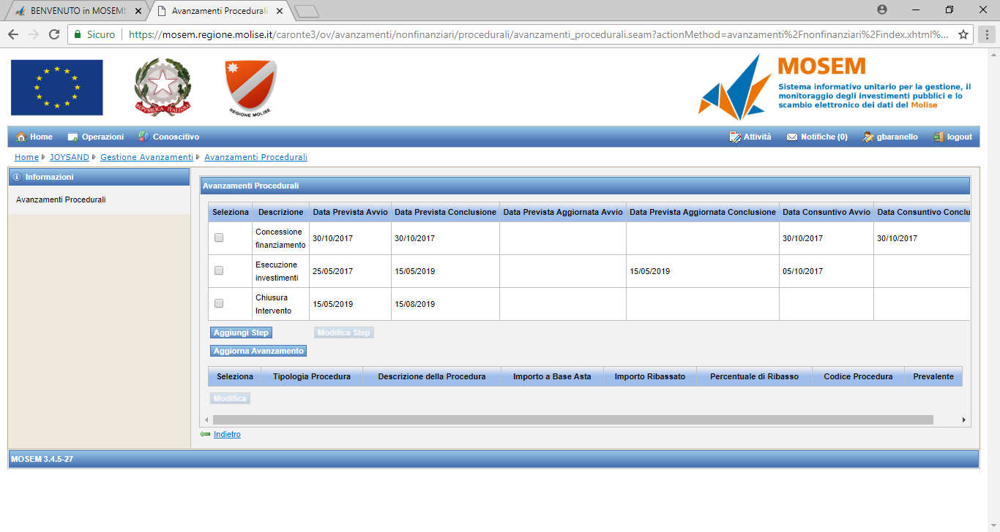 BENVENUTO in MOSEM!
Avanzamenti Procedurali
Sicuro
https://mosem.regione.molise.it/caronte3/ov/avanzamenti/nonfinanziari/procedurali/avanzamenti_procedurali.seam?actionMethod=avanzamenti%2Fnonfinanziari%2Findex.xhtml%...
REPVBBLICA ITALIANA
REGIONE MOLISE
MOSEM
Sistema informativo unitario per la gestione, il
monitoraggio degli investimenti pubblici e lo
scambio elettronico dei dati del Molise
Home Operazioni Conoscitivo Attività Notifiche (0) gbaranello logout
Home JOYSAND Gestione Avanzamenti Avanzamenti Procedurali
Informazioni
Avanzamenti Procedurali
Avanzamenti Procedurali
Seleziona Descrizione Data Prevista Avvio Data Prevista Conclusione Data Prevista Aggiornata Avvio Data Prevista Aggiornata Conclusione Data Consuntivo Avvio Data Consuntivo Conclu
Concessione
finanziamento 30/10/2017 30/10/2017 30/10/2017 30/10/2017
Esecuzione
investimenti 25/05/2017 15/05/2019 15/05/2019 05/10/2017
Chiusura
Intervento 15/05/2019 15/08/2019
Aggiungi Step Modifica Step
Aggiorna Avanzamento
Seleziona Tipologia Procedura Descrizione della Procedura Importo a Base Asta Importo Ribassato Percentuale di Ribasso Codice Procedura Prevalente
Modifica
Indietro
MOSEM 3.4.5-27